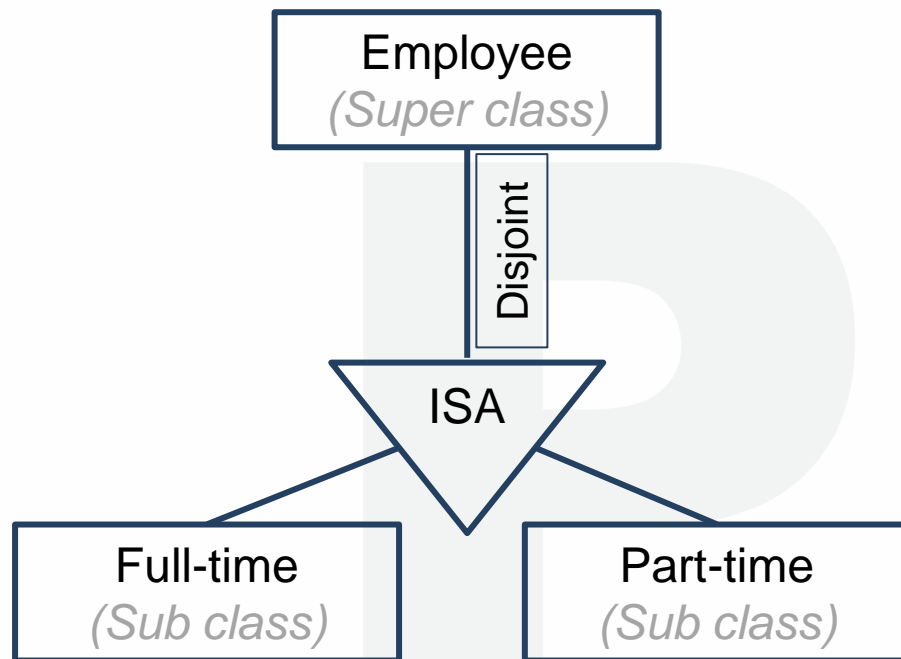 Employee
(Super class)
Disjoint
ISA
Full-time
(Sub class)
Part-time
(Sub class)